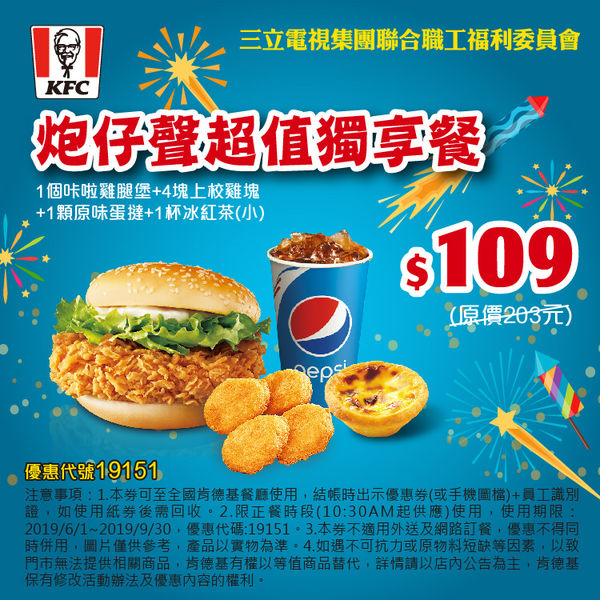 KFC
三立電視集團聯合職工福利委員會
炮仔聲超值獨享餐
1個咔啦雞腿堡+4塊上校雞塊
+1顆原味蛋撻+1杯冰紅茶(小)
$109
(原價203元)
pepsi
優惠代號19151
注意事項：1.本券可至全國肯德基餐廳使用，結帳時出示優惠券(或手機圖檔)+員工識別
證，如使用紙券後需回收。2.限正餐時段(10:30AM起供應)使用，使用期限：
2019/6/1~2019/9/30，優惠代碼:19151。3.本券不適用外送及網路訂餐，優惠不得同
時併用，圖片僅供參考，產品以實物為準。4.如遇不可抗力或原物料短缺等因素，以致
門市無法提供相關商品，肯德基有權以等值商品替代，詳情請以店內公告為主，肯德基
保有修改活動辦法及優惠內容的權利。